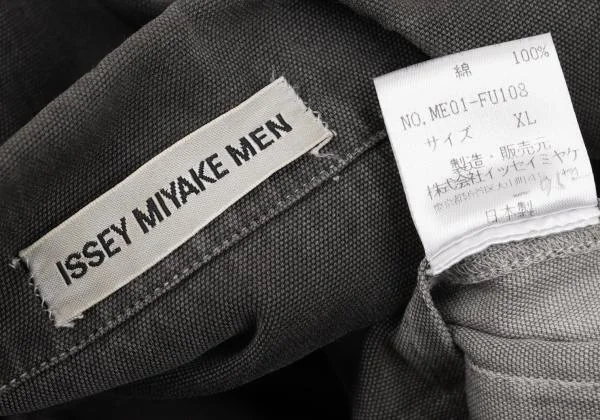 ISSEY MIYAKE MEN
綿 100%
NO.ME01-FU108
サイズ XL
製造・販売元
株式会社イッセイミヤケ
日本製